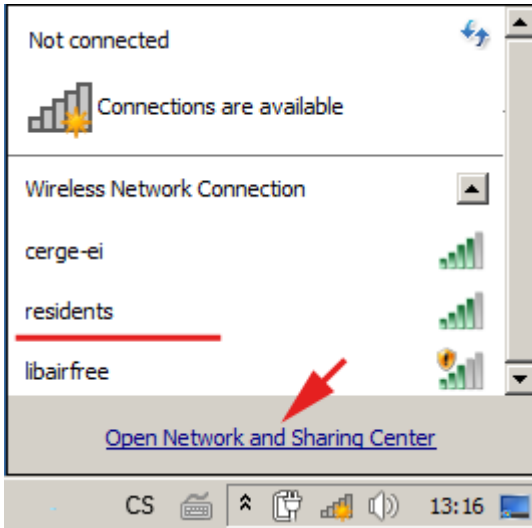 Not connected
Connections are available
Wireless Network Connection
cerge-ei
residents
libairfree
Open Network and Sharing Center
CS 13:16